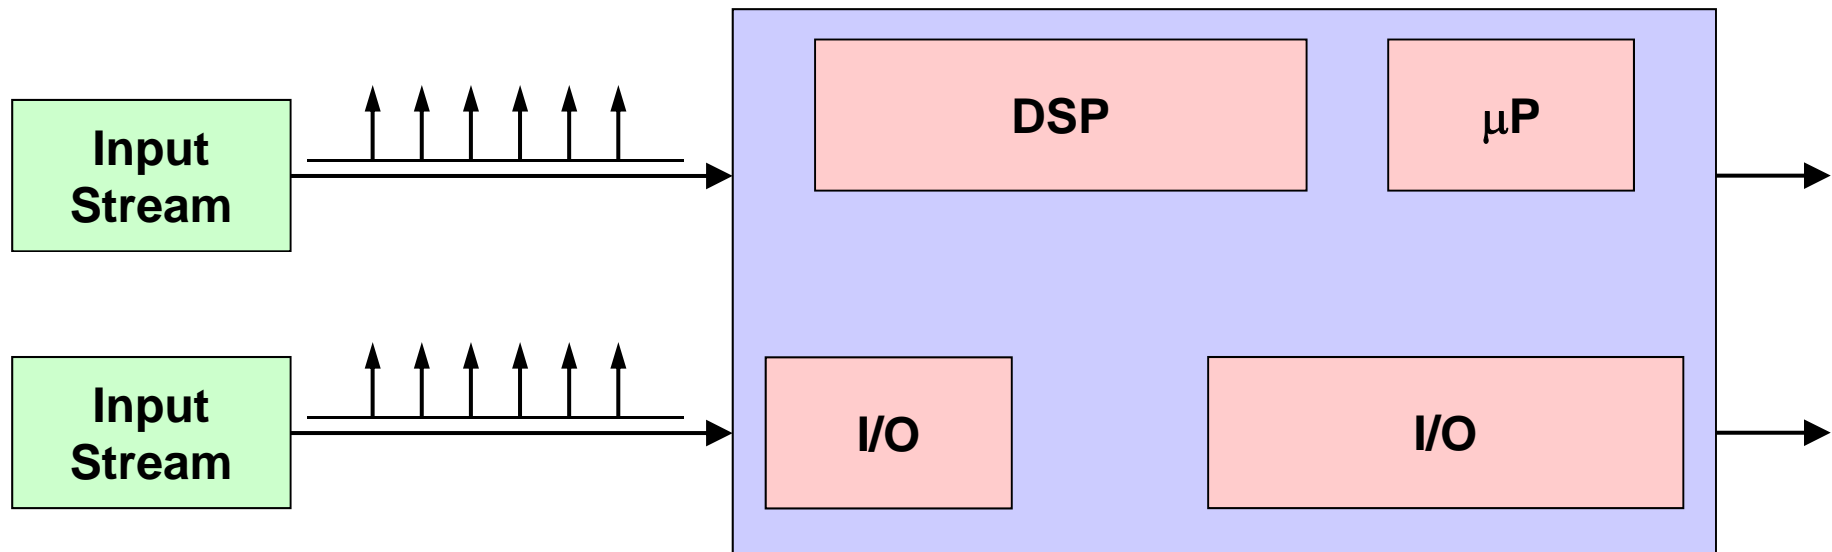 Input
Stream
DSP
μP
Input
Stream
I/O
I/O